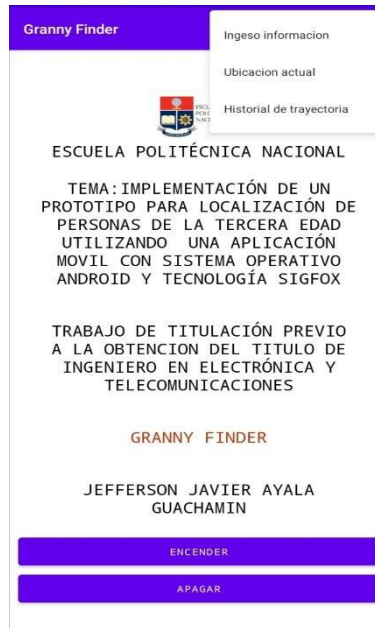 Granny Finder
Ingeso informacion
Ubicacion actual
Historial de trayectoria
ESCUELA POLITÉCNICA NACIONAL
TEMA:IMPLEMENTACIÓN DE UN
PROTOTIPO PARA LOCALIZACIÓN DE
PERSONAS DE LA TERCERA EDAD
UTILIZANDO UNA APLICACIÓN
MOVIL CON SISTEMA OPERATIVO
ANDROID Y TECNOLOGÍA SIGFOX
TRABAJO DE TITULACIÓN PREVIO
A LA OBTENCION DEL TITULO DE
INGENIERO EN ELECTRÓNICA Y
TELECOMUNICACIONES
GRANNY FINDER
JEFFERSON JAVIER AYALA
GUACHAMIN
ENCENDER
APAGAR